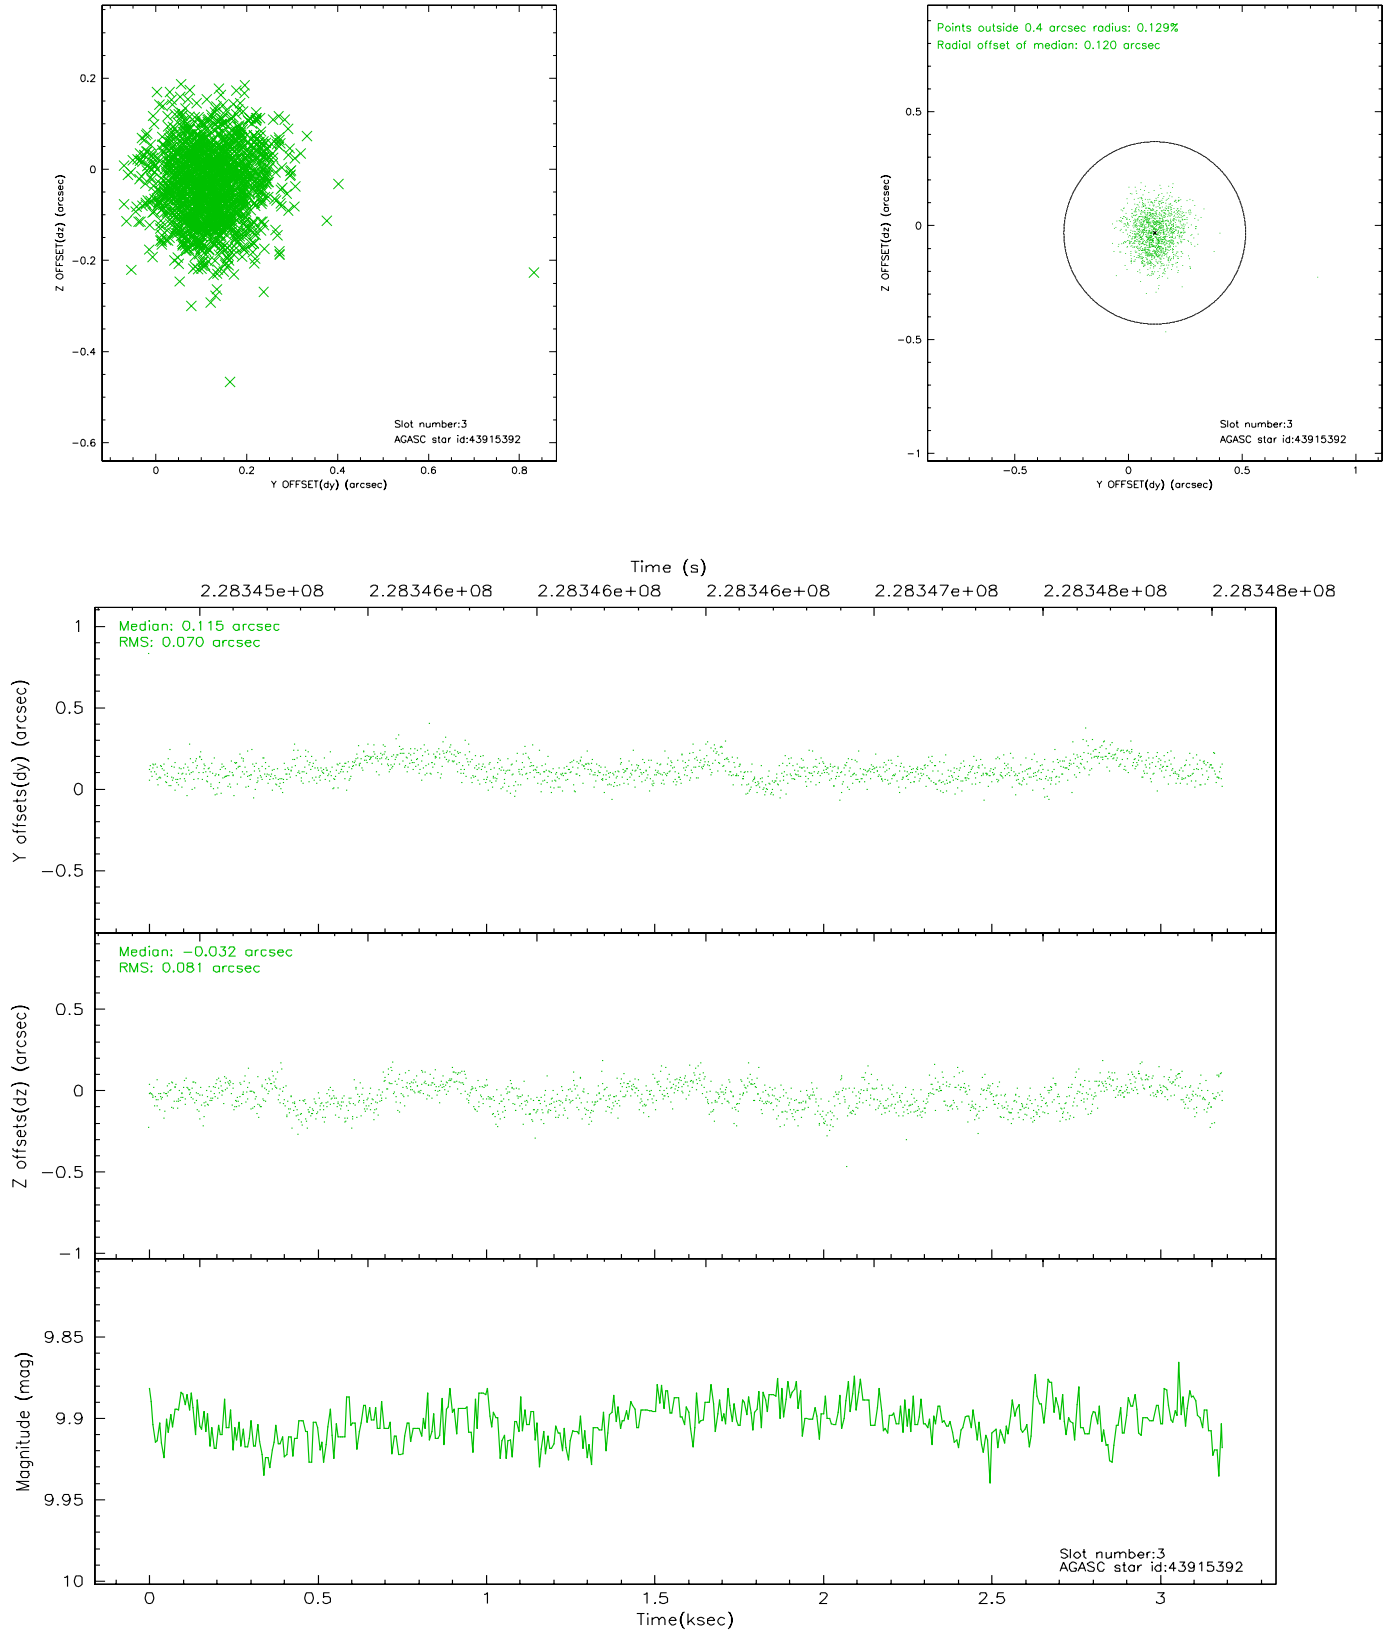 0.2
0
−0.2
−0.4
−0.6
Z OFFSET(dz) (arcsec)
Slot number:3
AGASC star id:43915392
0 0.2 0.4 0.6 0.8
Y OFFSET(dy) (arcsec)
Points outside 0.4 arcsec radius: 0.129%
Radial offset of median: 0.120 arcsec
0.5
0
−0.5
−1
Z OFFSET(dz) (arcsec)
Slot number:3
AGASC star id:43915392
−0.5 0 0.5 1
Y OFFSET(dy) (arcsec)
Time (s)
2.28345e+08 2.28346e+08 2.28346e+08 2.28346e+08 2.28347e+08 2.28348e+08 2.28348e+08
Median: 0.115 arcsec
RMS: 0.070 arcsec
1
0.5
0
−0.5
Y offsets(dy) (arcsec)
Median: −0.032 arcsec
RMS: 0.081 arcsec
0.5
0
−0.5
−1
Z offsets(dz) (arcsec)
9.85
9.9
9.95
10
Magnitude (mag)
Slot number:3
AGASC star id:43915392
0 0.5 1 1.5 2 2.5 3
Time(ksec)